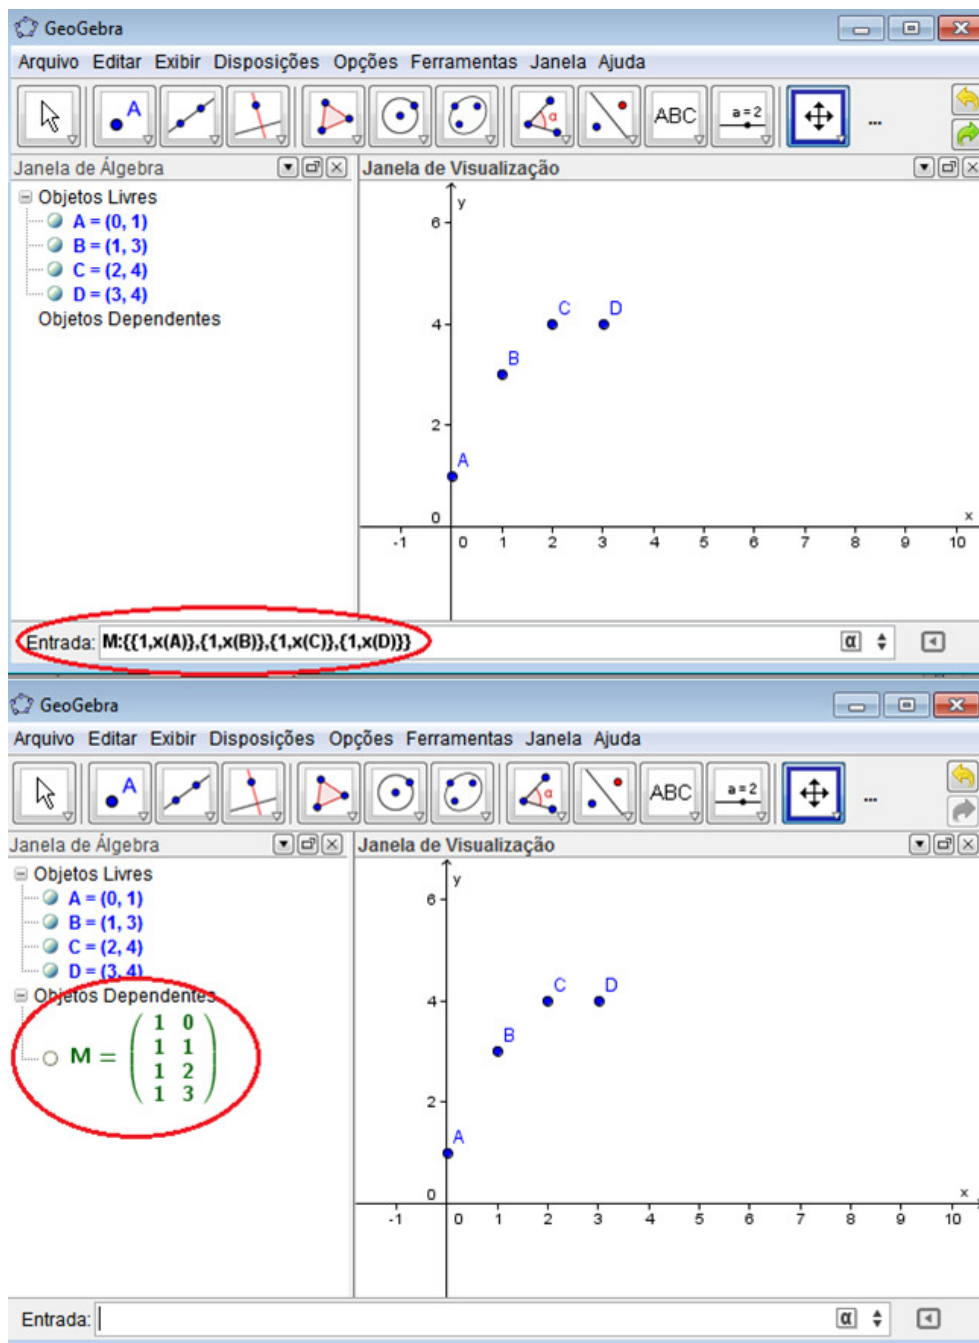 GeoGebra
Arquivo Editar Exibir Disposições Opções Ferramentas Janela Ajuda
A α ABC a=2 ...
Janela de Álgebra Janela de Visualização
Objetos Livres
A = (0, 1)
B = (1, 3)
C = (2, 4)
D = (3, 4)
Objetos Dependentes
y
6
C D
4
B
2
A
0 x
-1 0 1 2 3 4 5 6 7 8 9 10
Entrada: M:{{1,x(A)},{1,x(B)},{1,x(C)},{1,x(D)}} α
GeoGebra
Arquivo Editar Exibir Disposições Opções Ferramentas Janela Ajuda
A α ABC a=2 ...
Janela de Álgebra Janela de Visualização
Objetos Livres
A = (0, 1)
B = (1, 3)
C = (2, 4)
D = (3, 4)
Objetos Dependentes
1 0
M = 1 1
1 2
1 3
y
6
C D
4
B
2
A
0 x
-1 0 1 2 3 4 5 6 7 8 9 10
Entrada: α